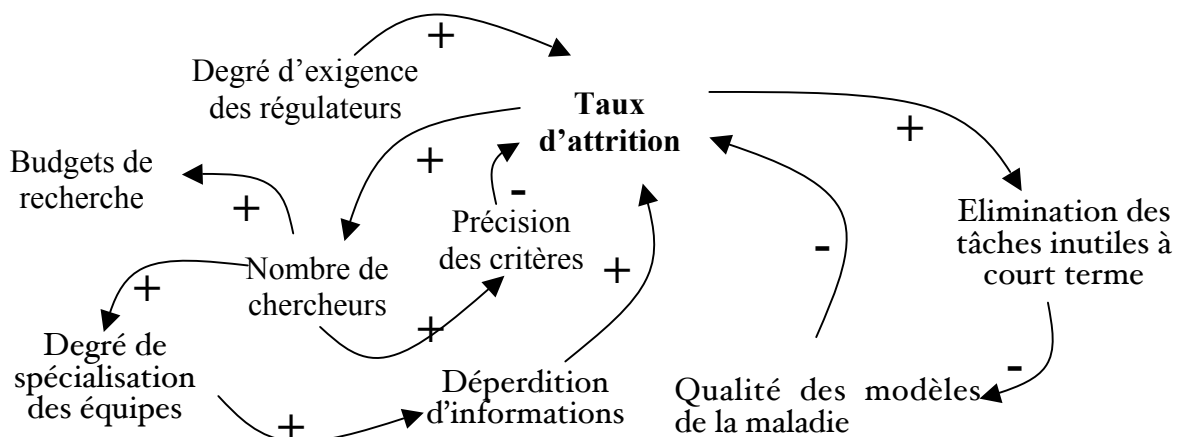 +
Degré d’exigence
des régulateurs
Taux
d’attrition
+
+
Budgets de
recherche
+
-
Précision
des critères
Elimination des
tâches inutiles à
court terme
-
Nombre de
chercheurs
+
+
+
Degré de
spécialisation
des équipes
Déperdition
d’informations
Qualité des modèles
de la maladie
-
+